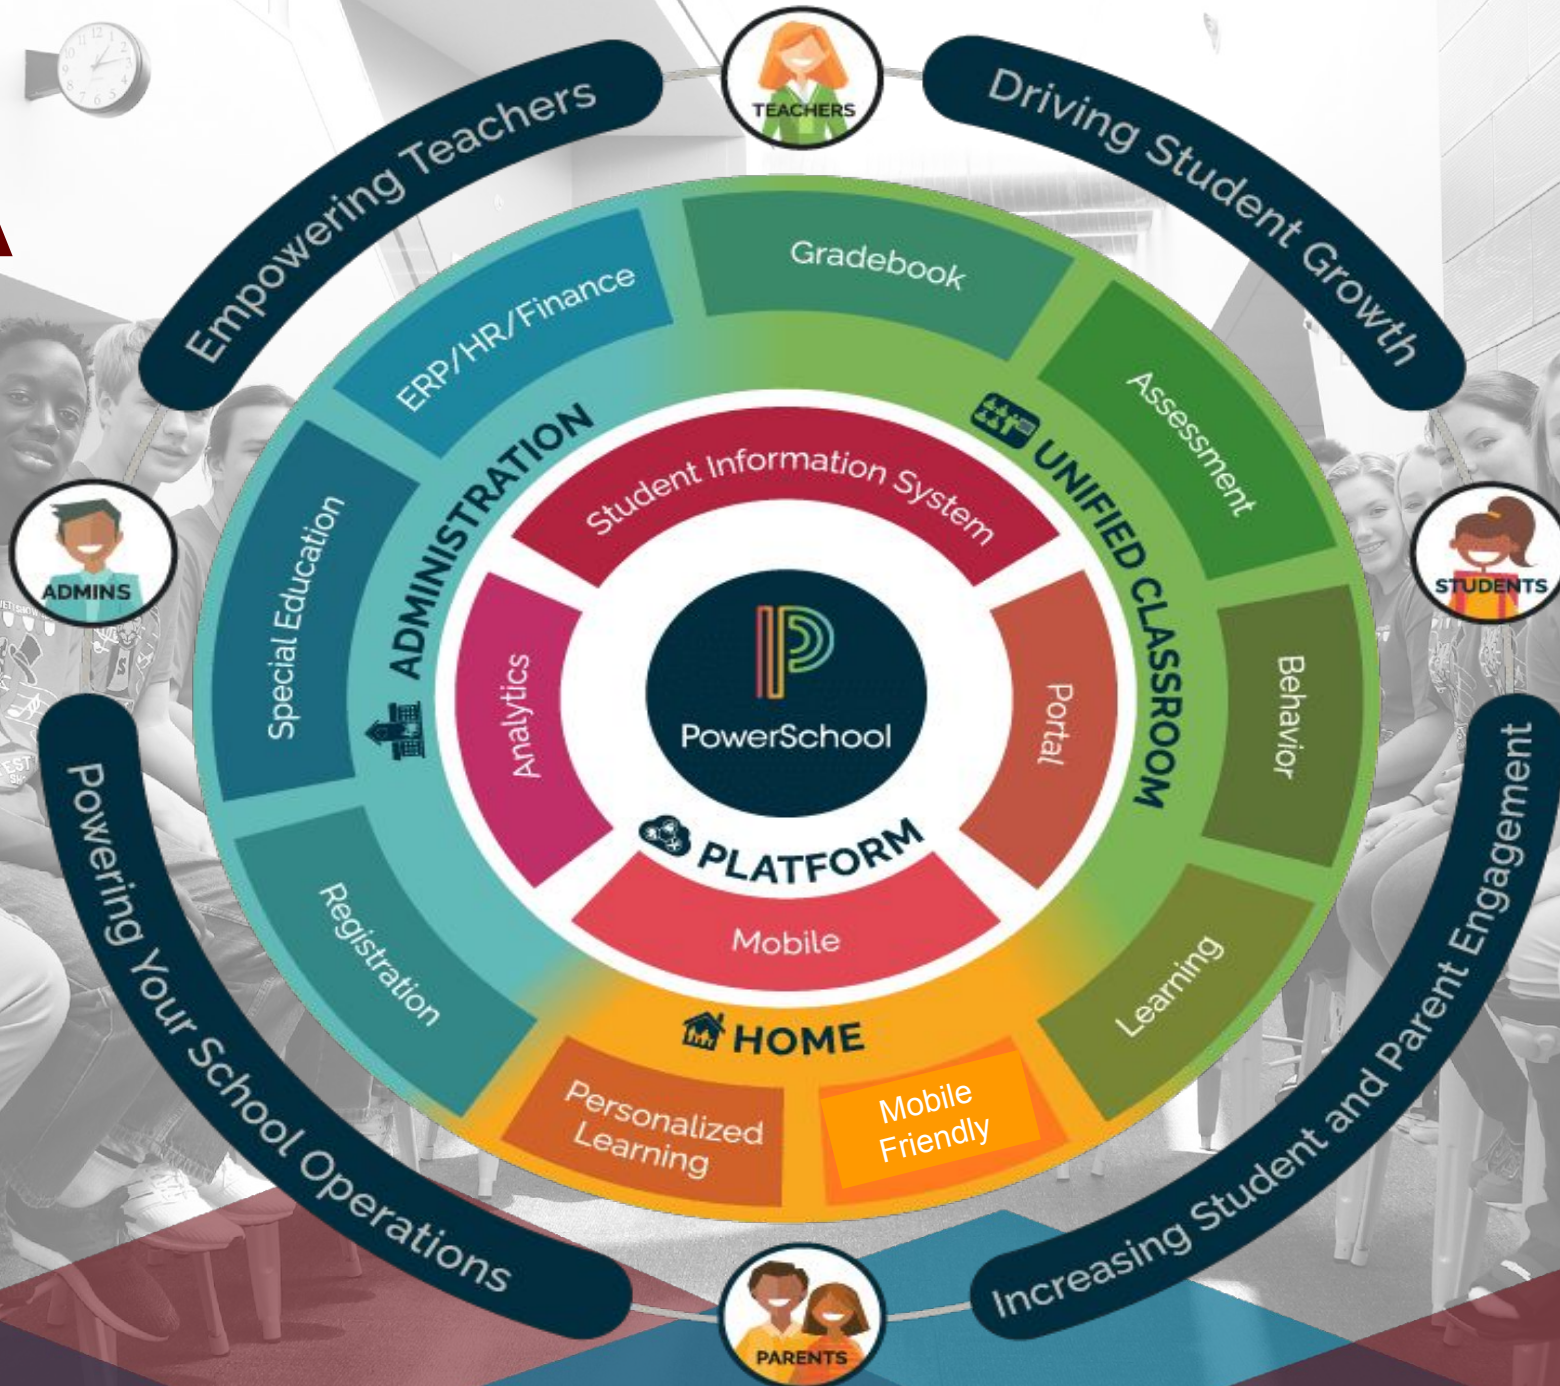 TEACHERS
Empowering Teachers
Driving Student Growth
ADMINS
STUDENTS
Powering Your School Operations
Increasing Student and Parent Engagement
PARENTS
ADMINISTRATION
ERP/HR/Finance
Special Education
Registration
UNIFIED CLASSROOM
Gradebook
Assessment
Behavior
Learning
HOME
Personalized
Learning
Mobile
Friendly
Student Information System
Analytics
Portal
Mobile
PowerSchool
PLATFORM